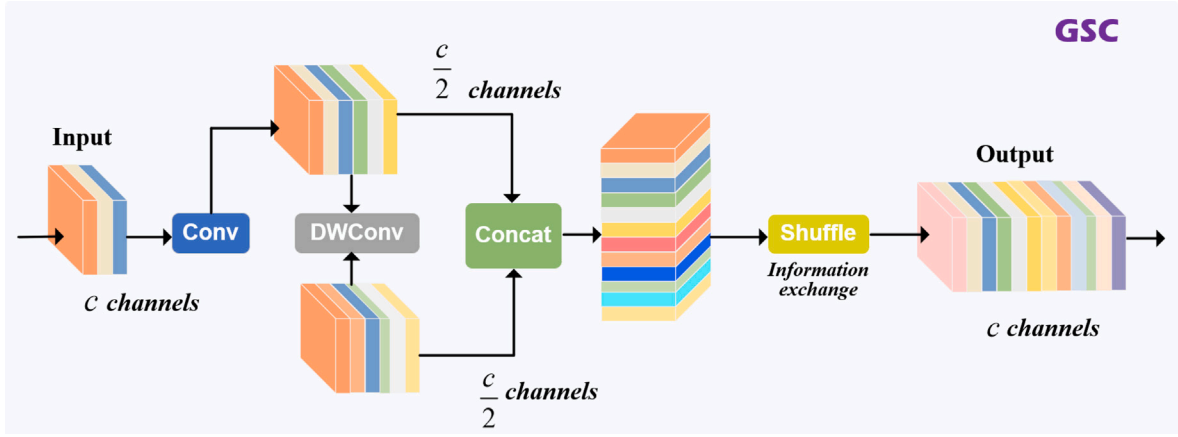 GSC
c
2 channels
Input
Output
Conv
DWConv
Concat
Shuffle
Information
exchange
c channels
c channels
c
2 channels